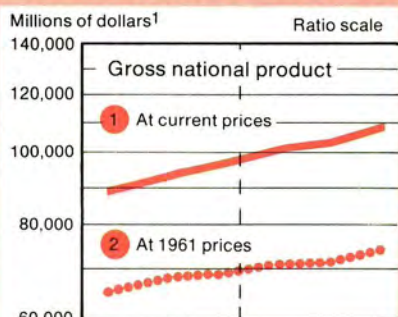 Millions of dollars¹
Ratio scale
140,000
Gross national product
120,000
1 At current prices
100,000
80,000
2 At 1961 prices
60,000